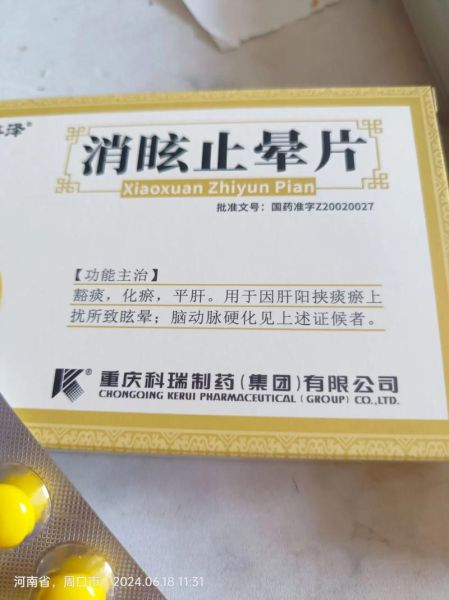 泽®
消眩止晕片
Xiaoxuan Zhiyun Pian
批准文号：国药准字Z20020027
【功能主治】
豁痰，化瘀，平肝。用于因肝阳挟痰瘀上
扰所致眩晕；脑动脉硬化见上述证候者。
重庆科瑞制药(集团)有限公司
CHONGQING KERUI PHARMACEUTICAL (GROUP) CO.,LTD.
河南省，周口市 2024.06.18 11:31